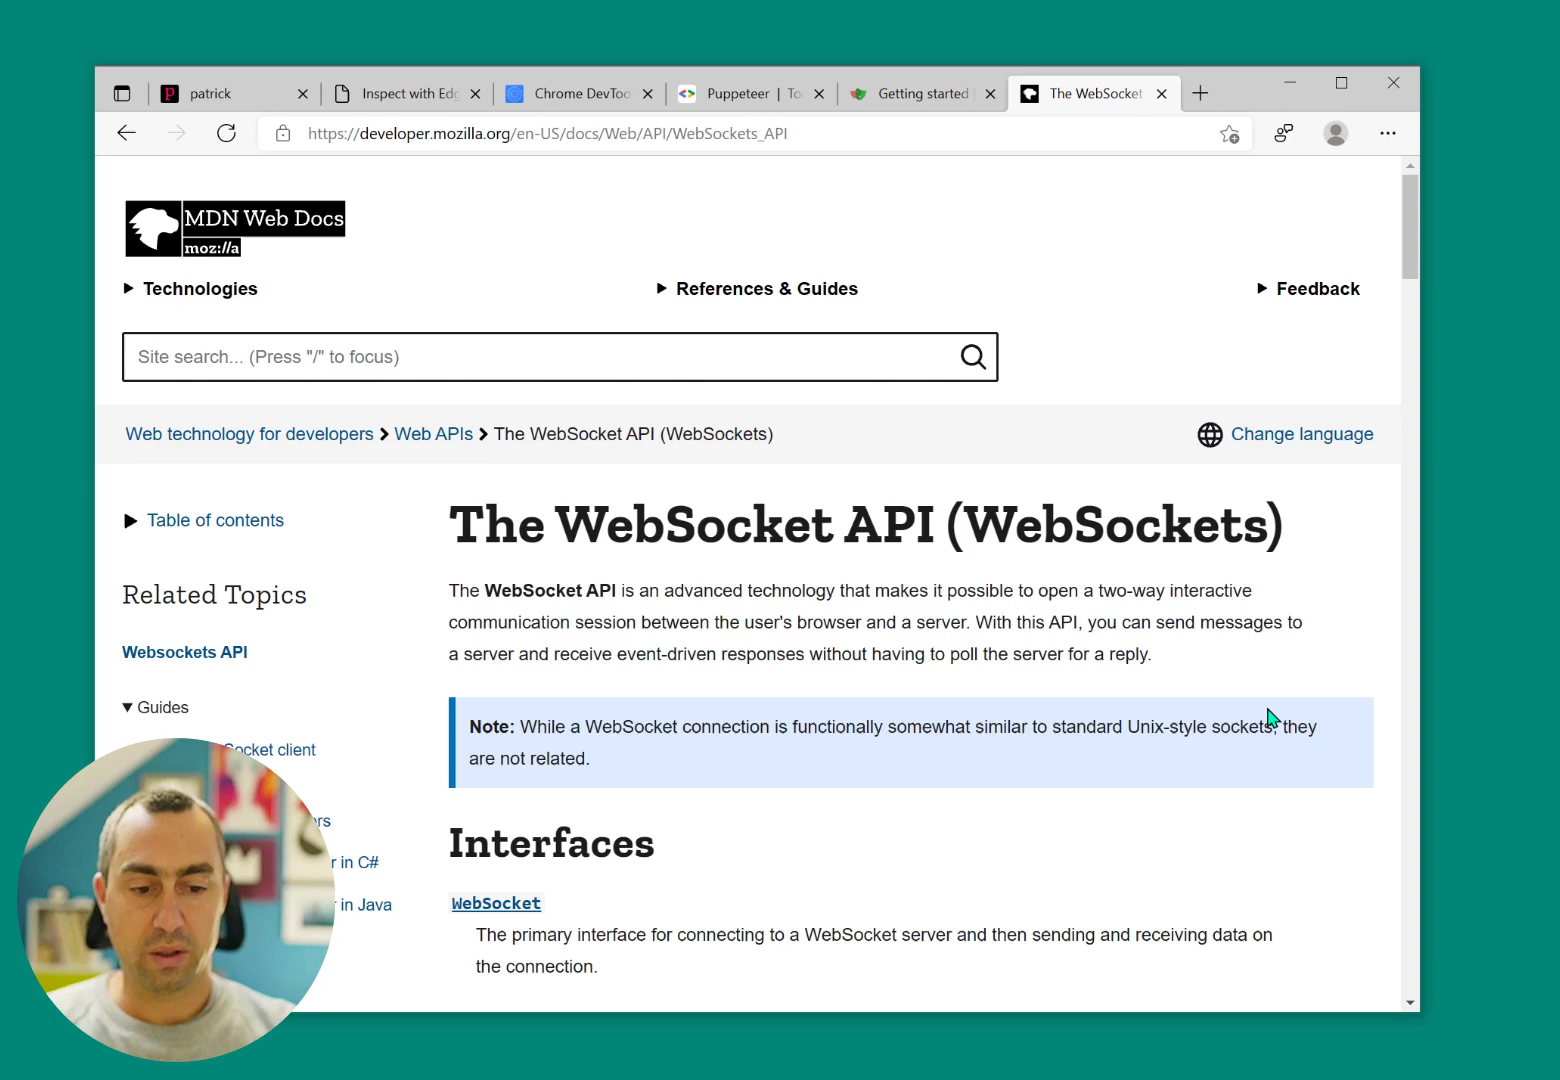 patrick
Inspect with Edg
Chrome DevToo
Puppeteer | To
Getting started
The WebSocket
https://developer.mozilla.org/en-US/docs/Web/API/WebSockets_API
MDN Web Docs
moz://a
Technologies
References & Guides
Feedback
Site search... (Press "/" to focus)
Web technology for developers
Web APIs
The WebSocket API (WebSockets)
Change language
Table of contents
Related Topics
Websockets API
Guides
Socket client
r in C#
r in Java
The WebSocket API (WebSockets)
The WebSocket API is an advanced technology that makes it possible to open a two-way interactive
communication session between the user's browser and a server. With this API, you can send messages to
a server and receive event-driven responses without having to poll the server for a reply.
Note: While a WebSocket connection is functionally somewhat similar to standard Unix-style sockets, they
are not related.
Interfaces
WebSocket
The primary interface for connecting to a WebSocket server and then sending and receiving data on
the connection.